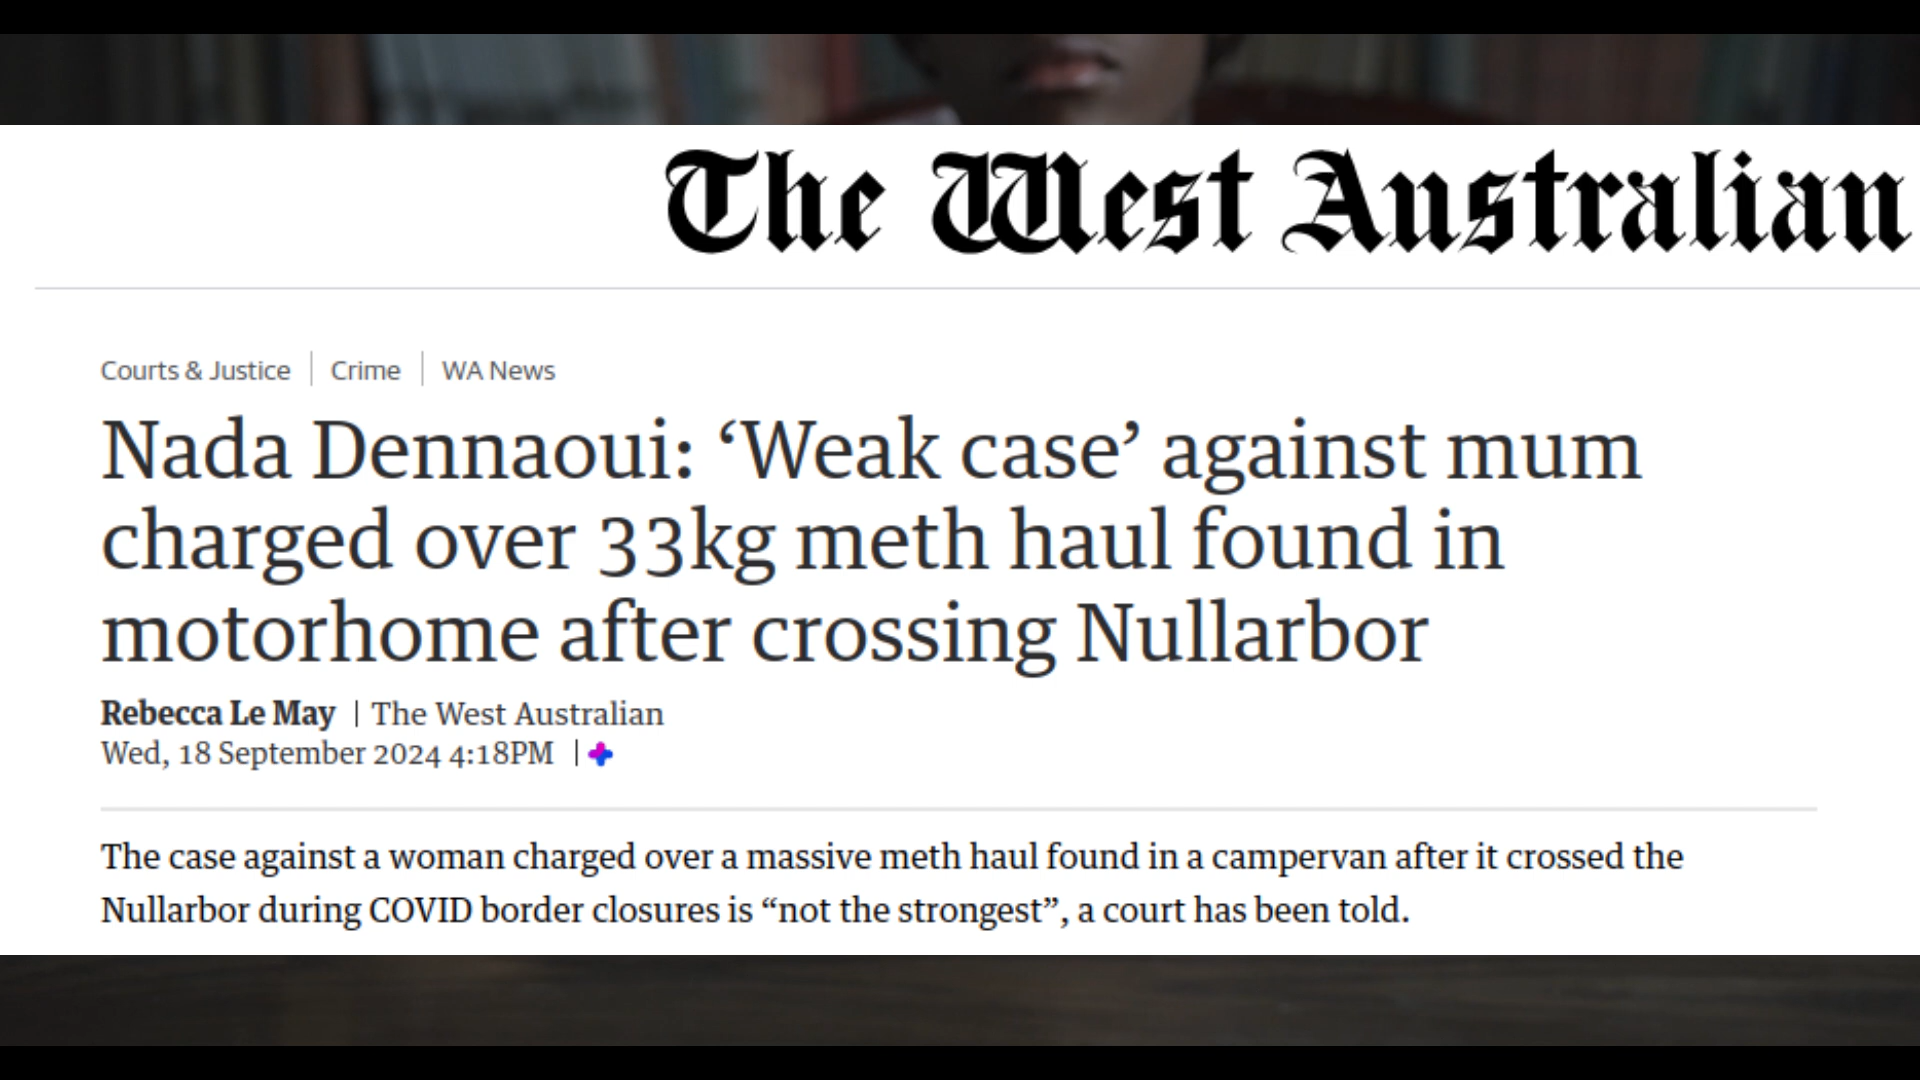 The West Australian
Courts & Justice | Crime | WA News
Nada Dennaoui: ‘Weak case’ against mum
charged over 33kg meth haul found in
motorhome after crossing Nullarbor
Rebecca Le May | The West Australian
Wed, 18 September 2024 4:18PM |
The case against a woman charged over a massive meth haul found in a campervan after it crossed the
Nullarbor during COVID border closures is “not the strongest”, a court has been told.